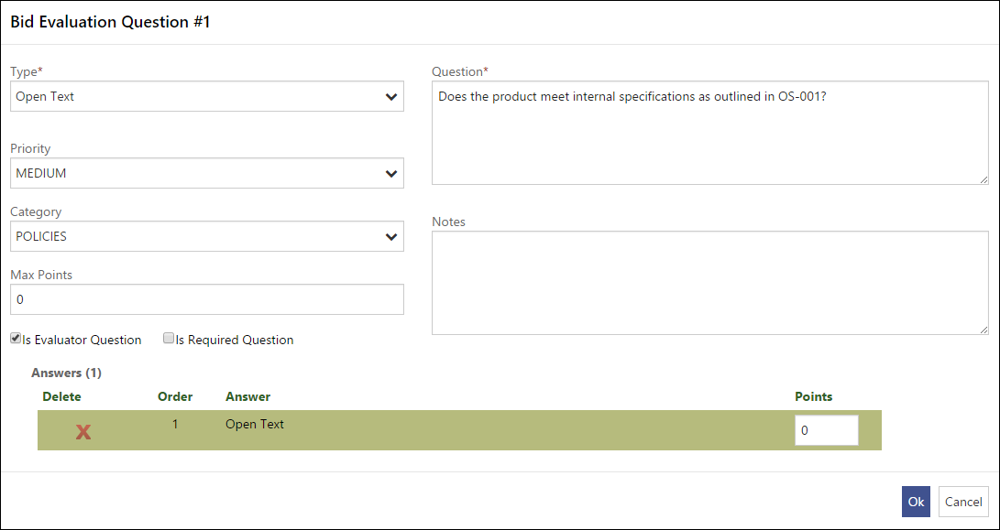 Bid Evaluation Question #1
Type*
Open Text
Priority
MEDIUM
Category
POLICIES
Max Points
0
Is Evaluator Question Is Required Question
Question*
Does the product meet internal specifications as outlined in OS-001?
Notes
Answers (1)
Delete Order Answer Points
X 1 Open Text 0
Ok Cancel